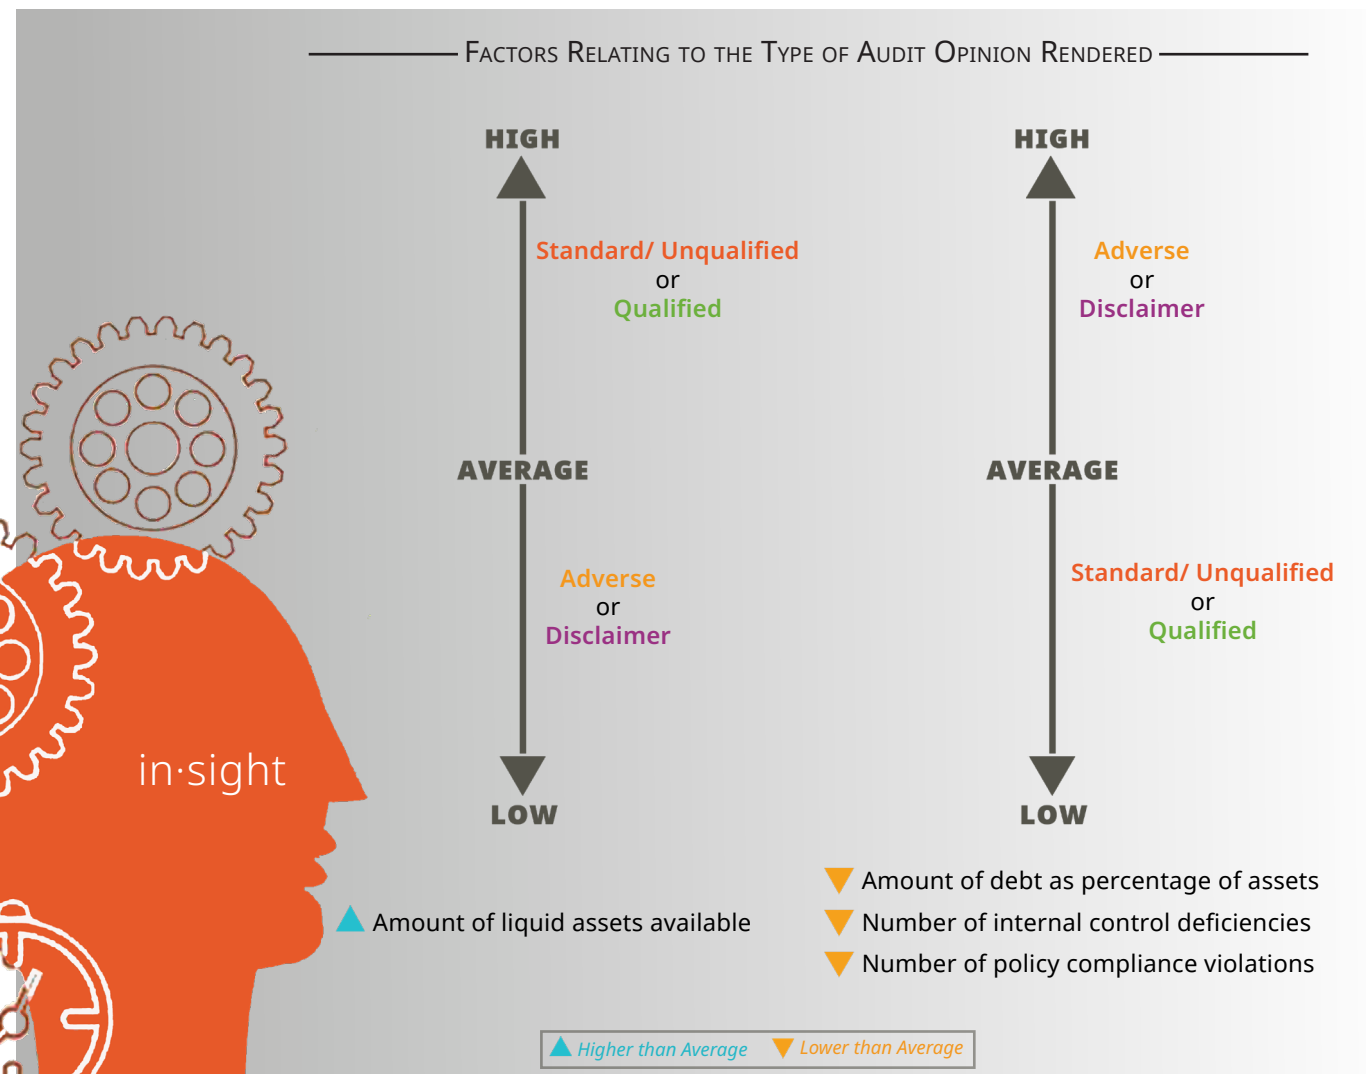 Factors Relating to the Type of Audit Opinion Rendered
HIGH
Standard/ Unqualified
or
Qualified
AVERAGE
Adverse
or
Disclaimer
LOW
Amount of liquid assets available
HIGH
Adverse
or
Disclaimer
AVERAGE
Standard/ Unqualified
or
Qualified
LOW
Amount of debt as percentage of assets
Number of internal control deficiencies
Number of policy compliance violations
in·sight
Higher than Average Lower than Average